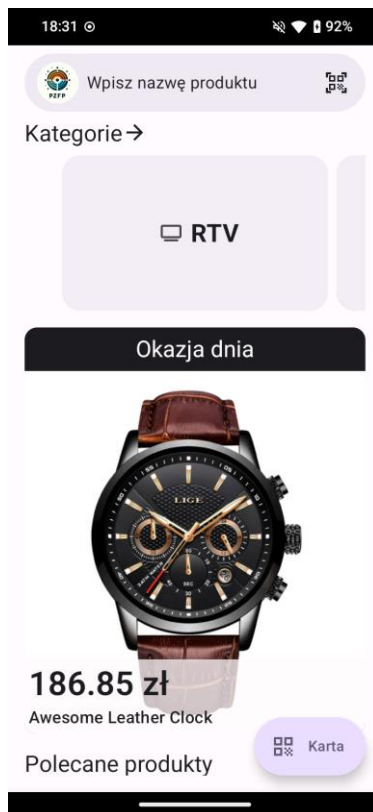 18:31
92%
PZFP
Wpisz nazwę produktu
Kategorie
RTV
Okazja dnia
LIGE
186.85 zł
Awesome Leather Clock
Karta
Polecane produkty